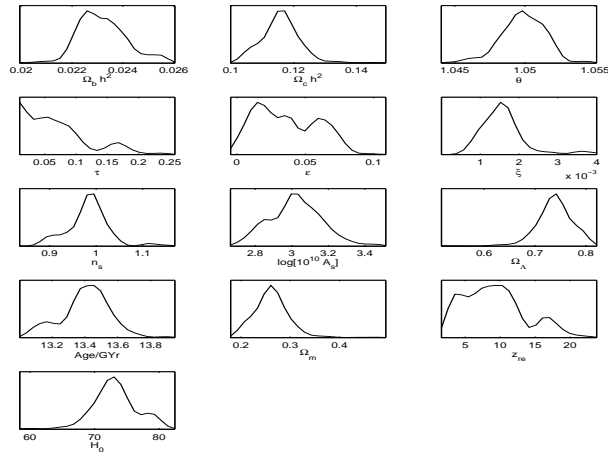 0.02 0.022 0.024 0.026
Ω_b h²
0.1 0.12 0.14
Ω_c h²
1.045 1.05 1.055
θ
0.05 0.1 0.15 0.2 0.25
τ
0 0.05 0.1
ε
1 2 3 4
ξ
x 10⁻³
0.9 1 1.1
n_s
2.8 3 3.2 3.4
log[10¹⁰ A_s]
0.6 0.7 0.8
Ω_Λ
13.2 13.4 13.6 13.8
Age/GYr
0.2 0.3 0.4
Ω_m
5 10 15 20
z_re
60 70 80
H_0